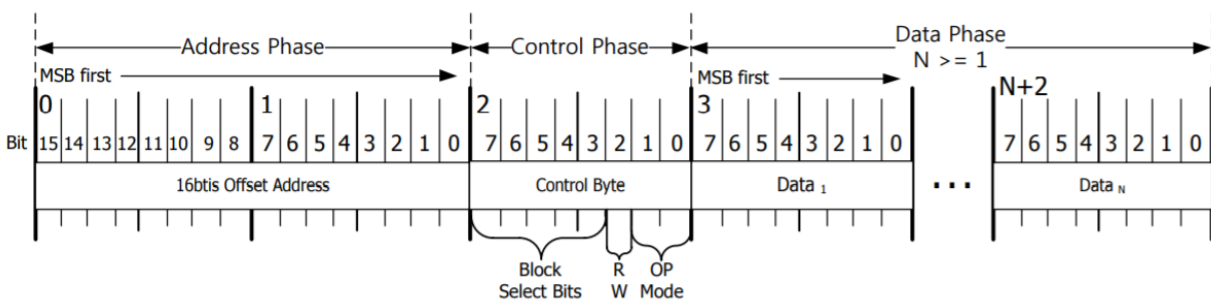 Address Phase Control Phase Data Phase
N >= 1
MSB first MSB first
0 1 2 3 N+2
Bit 15 14 13 12 11 10 9 8 7 6 5 4 3 2 1 0 7 6 5 4 3 2 1 0 7 6 5 4 3 2 1 0 7 6 5 4 3 2 1 0
16btis Offset Address Control Byte Data 1 ... Data N
Block R OP
Select Bits W Mode